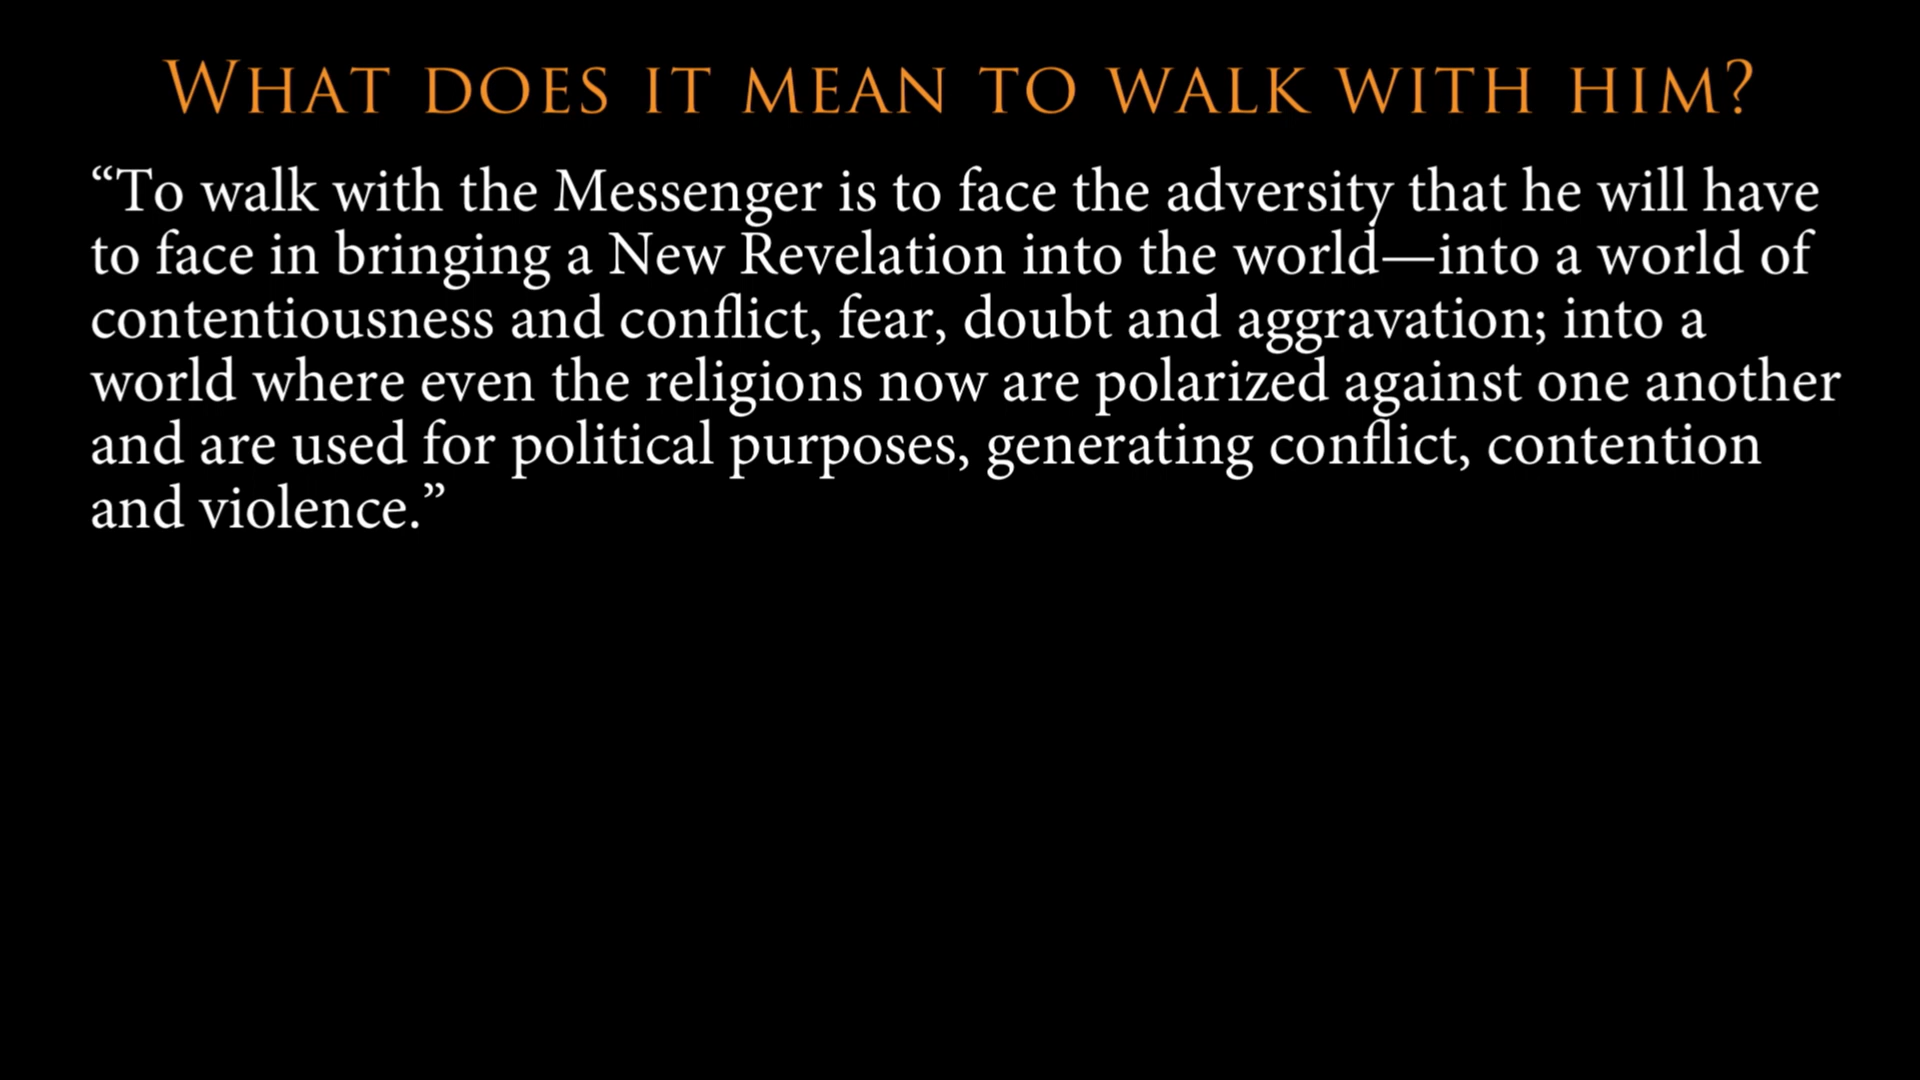 What does it mean to walk with him?
“To walk with the Messenger is to face the adversity that he will have
to face in bringing a New Revelation into the world—into a world of
contentiousness and conflict, fear, doubt and aggravation; into a
world where even the religions now are polarized against one another
and are used for political purposes, generating conflict, contention
and violence.”